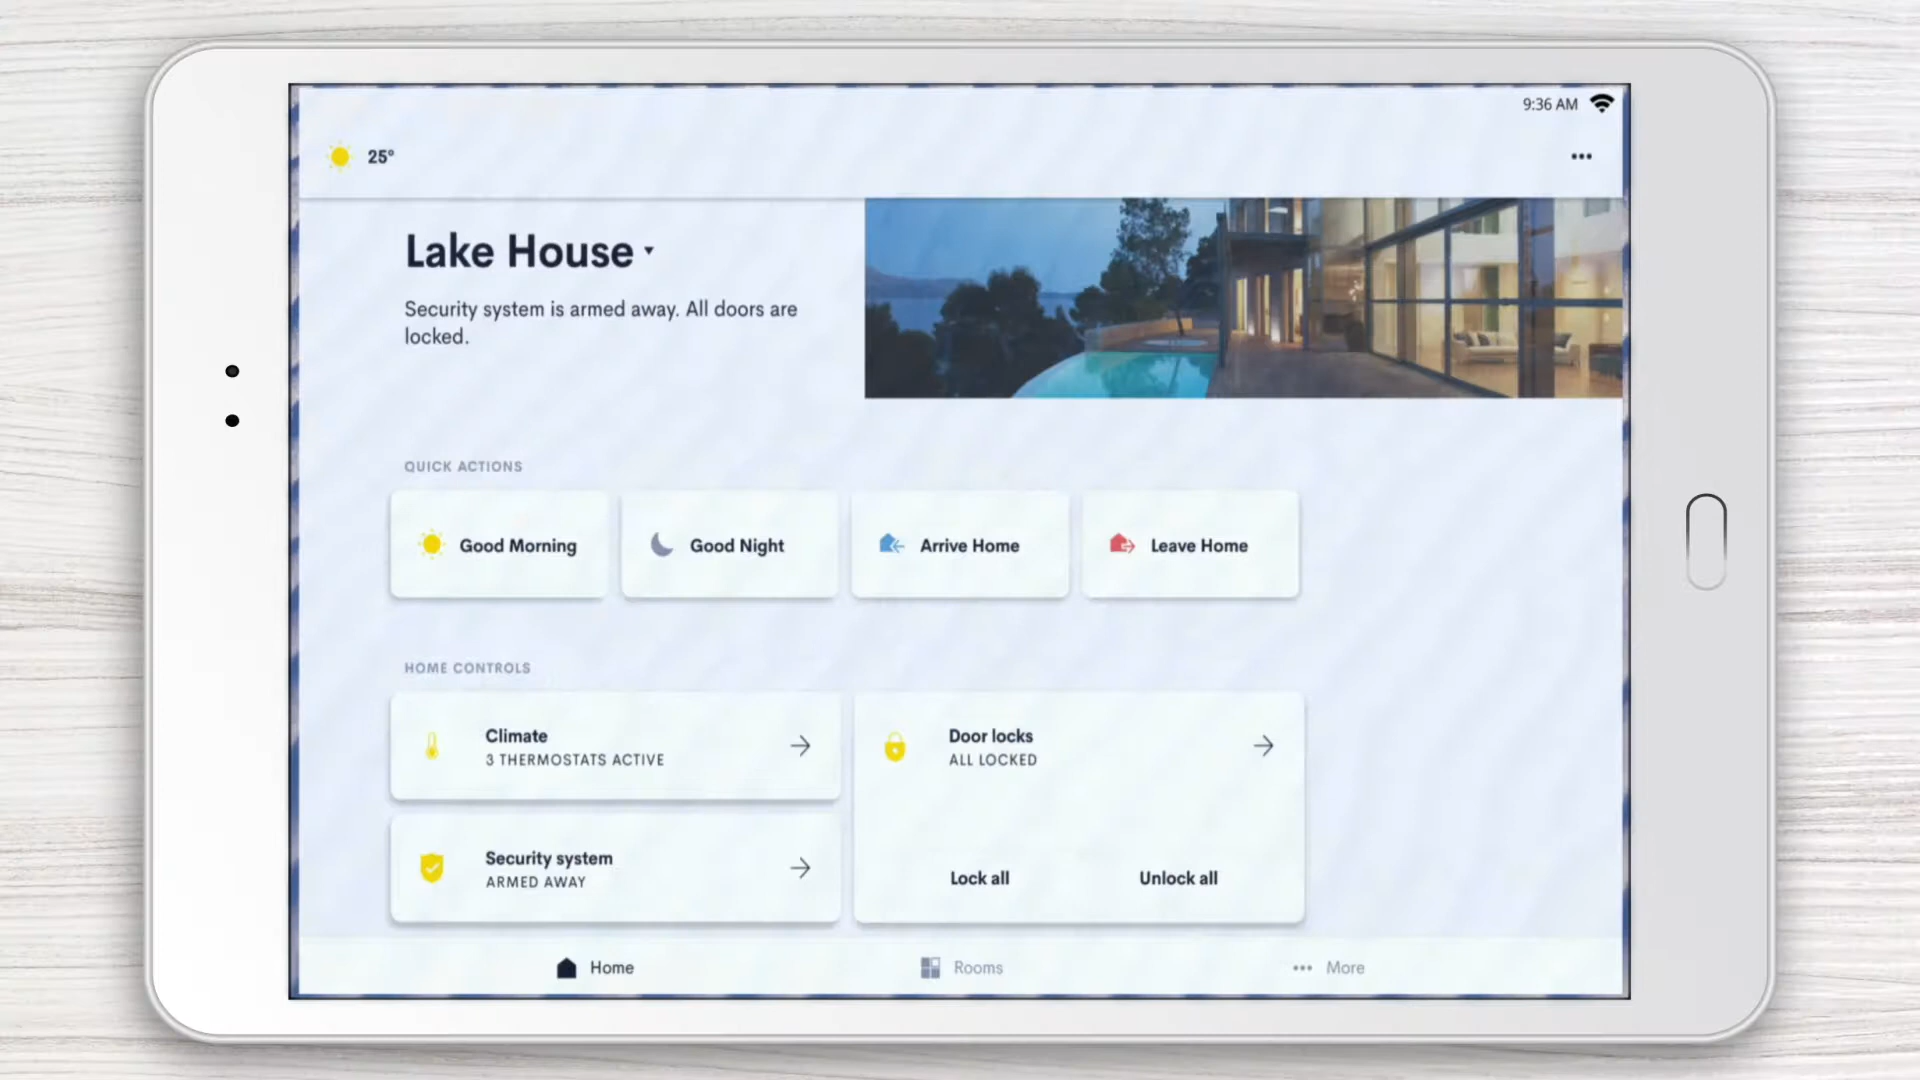 9:36 AM
25°
Lake House
Security system is armed away. All doors are
locked.
QUICK ACTIONS
Good Morning
Good Night
Arrive Home
Leave Home
HOME CONTROLS
Climate
3 THERMOSTATS ACTIVE
Door locks
ALL LOCKED
Security system
ARMED AWAY
Lock all
Unlock all
Home
Rooms
More